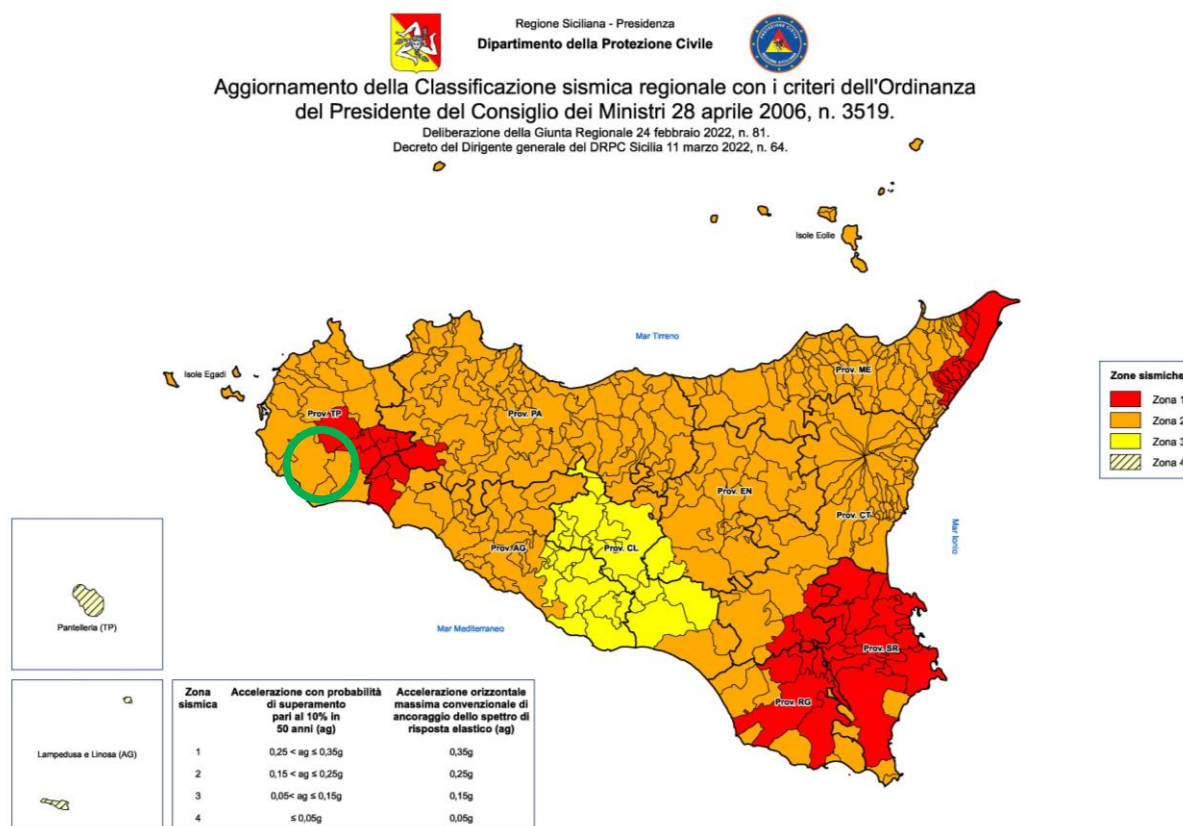 Regione Siciliana - Presidenza
Dipartimento della Protezione Civile
Aggiornamento della Classificazione sismica regionale con i criteri dell'Ordinanza
del Presidente del Consiglio dei Ministri 28 aprile 2006, n. 3519.
Deliberazione della Giunta Regionale 24 febbraio 2022, n. 81.
Decreto del Dirigente generale del DRPC Sicilia 11 marzo 2022, n. 64.
Isole Eolie
Mar Tirreno
Isole Egadi
Prov. ME
Prov. TP
Prov. PA
Prov. EN
Prov. CT
Prov. AG
Prov. CL
Mar Ionio
Mar Mediterraneo
Prov. SR
Prov. RG
Zone sismiche
Zona 1
Zona 2
Zona 3
Zona 4
Pantelleria (TP)
Lampedusa e Linosa (AG)
Zona sismica
Accelerazione con probabilità di superamento pari al 10% in 50 anni (ag)
Accelerazione orizzontale massima convenzionale di ancoraggio dello spettro di risposta elastico (ag)
1 0,25 < ag ≤ 0,35g 0,35g
2 0,15 < ag ≤ 0,25g 0,25g
3 0,05< ag ≤ 0,15g 0,15g
4 ≤ 0,05g 0,05g